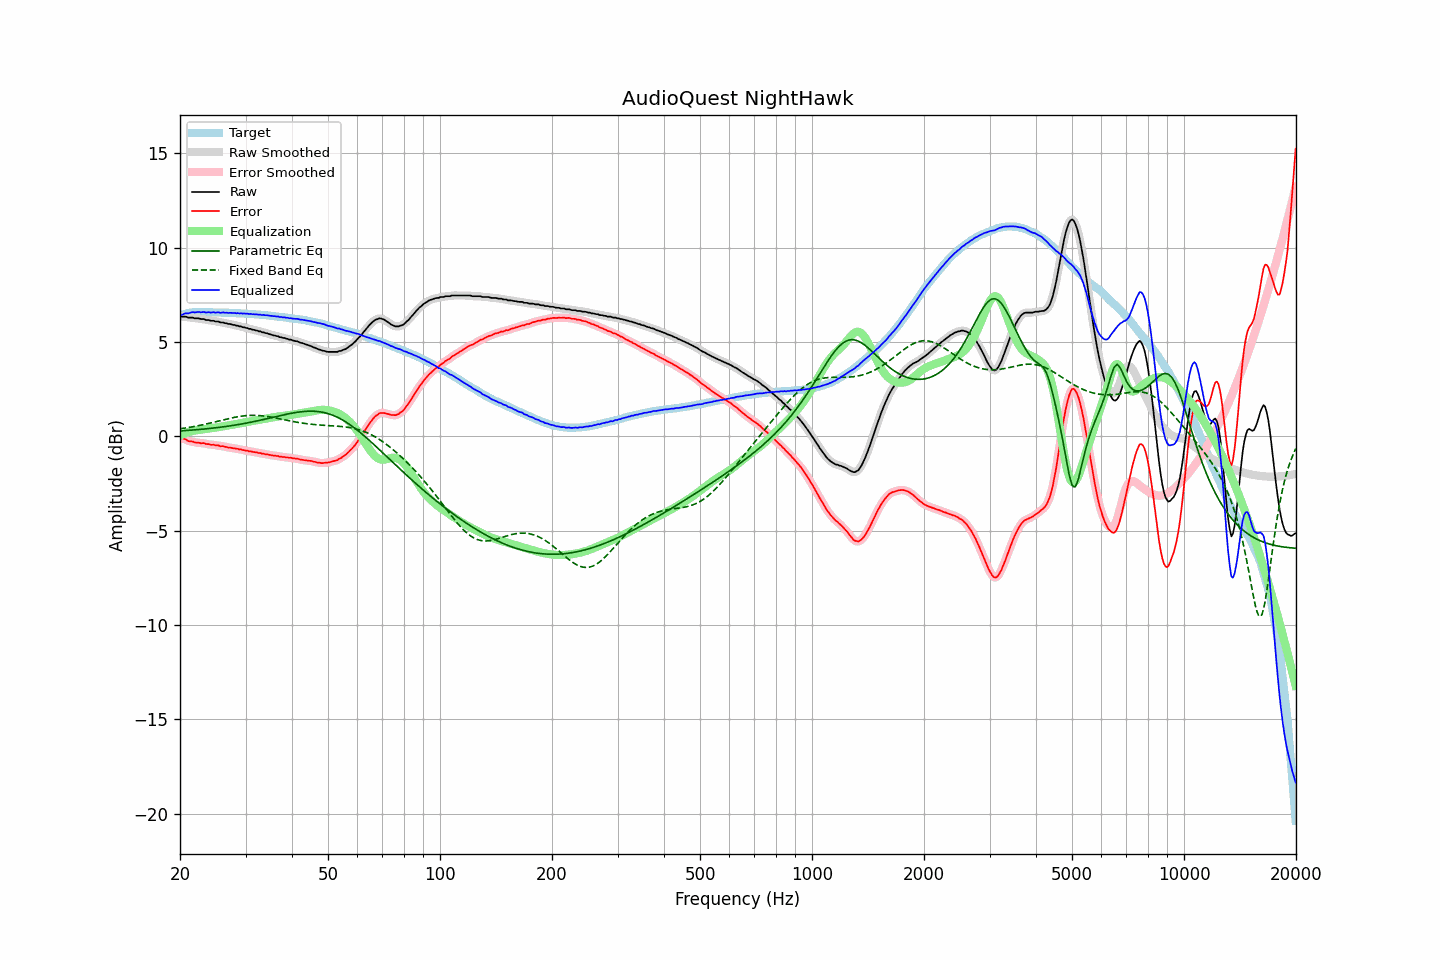 AudioQuest NightHawk
Target
Raw Smoothed
Error Smoothed
Raw
Error
Equalization
Parametric Eq
Fixed Band Eq
Equalized
15
10
5
0
−5
−10
−15
−20
Amplitude (dBr)
20 50 100 200 500 1000 2000 5000 10000 20000
Frequency (Hz)